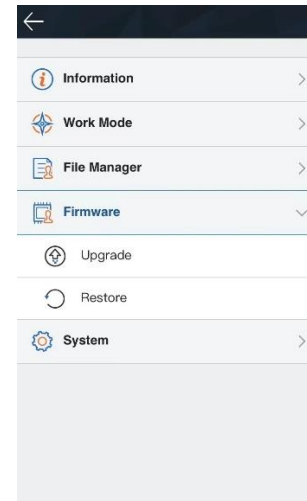 Information
Work Mode
File Manager
Firmware
Upgrade
Restore
System